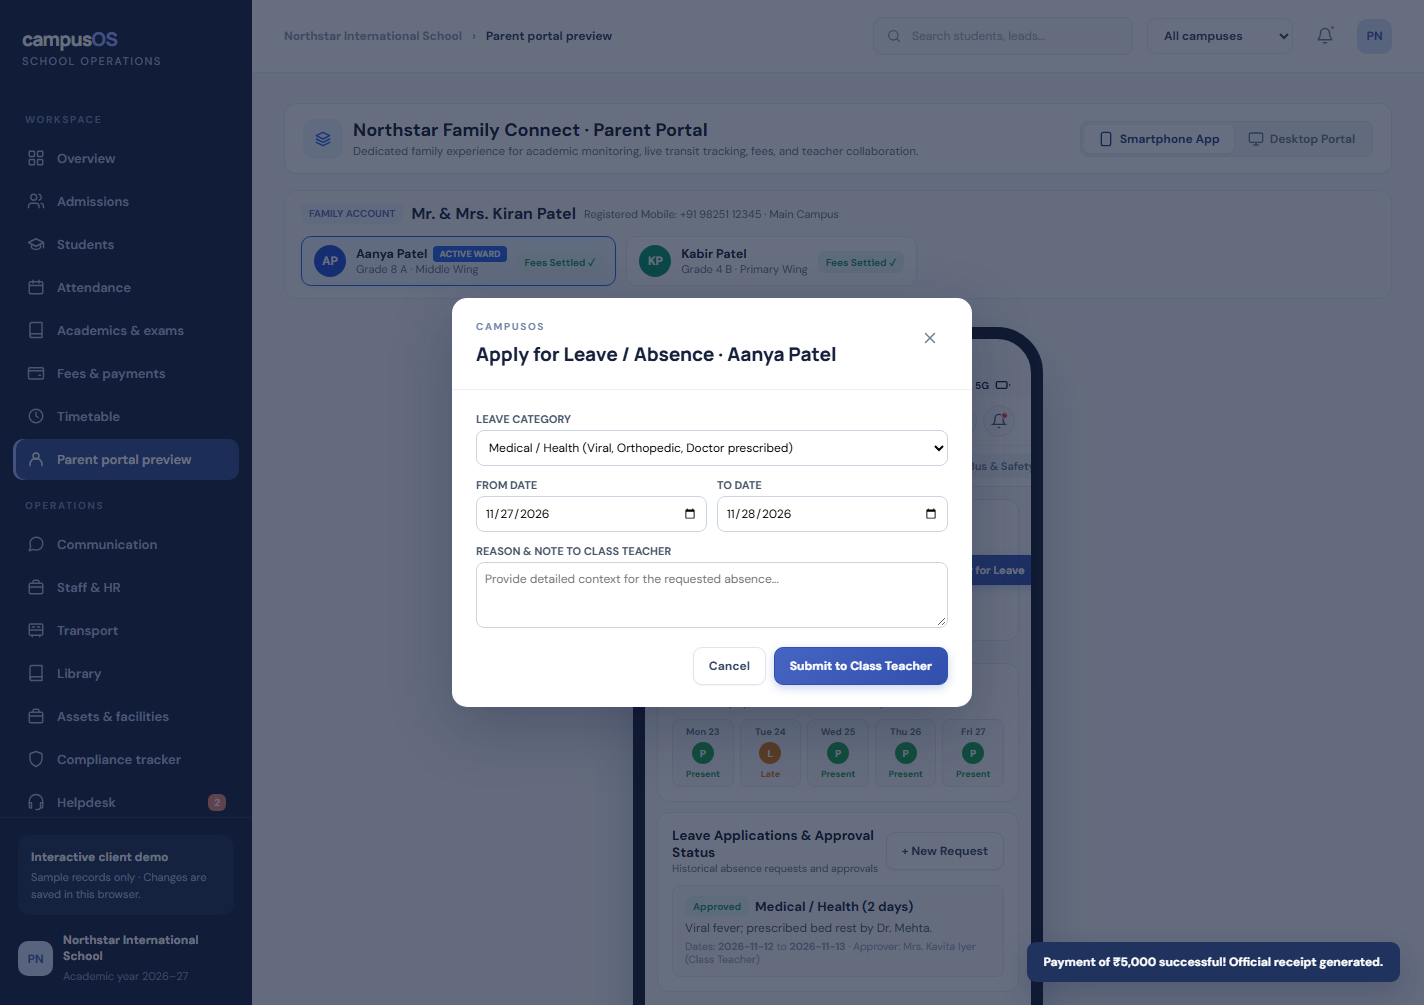 campusOS
SCHOOL OPERATIONS
WORKSPACE
Overview
Admissions
Students
Attendance
Academics & exams
Fees & payments
Timetable
Parent portal preview
OPERATIONS
Communication
Staff & HR
Transport
Library
Assets & facilities
Compliance tracker
Helpdesk 2
Interactive client demo
Sample records only · Changes are
saved in this browser.
PN
Northstar International
School
Academic year 2026–27
Northstar International School › Parent portal preview
Search students, leads...
All campuses
PN
Northstar Family Connect · Parent Portal
Dedicated family experience for academic monitoring, live transit tracking, fees, and teacher collaboration.
Smartphone App
Desktop Portal
FAMILY ACCOUNT Mr. & Mrs. Kiran Patel Registered Mobile: +91 98251 12345 · Main Campus
AP
Aanya Patel ACTIVE WARD
Grade 8 A · Middle Wing
Fees Settled ✓
KP
Kabir Patel
Grade 4 B · Primary Wing
Fees Settled ✓
CAMPUSOS
Apply for Leave / Absence · Aanya Patel
LEAVE CATEGORY
Medical / Health (Viral, Orthopedic, Doctor prescribed)
FROM DATE
11/27/2026
TO DATE
11/28/2026
REASON & NOTE TO CLASS TEACHER
Provide detailed context for the requested absence...
Cancel
Submit to Class Teacher
5G
Bus & Safety
for Leave
Mon 23
P
Present
Tue 24
L
Late
Wed 25
P
Present
Thu 26
P
Present
Fri 27
P
Present
Leave Applications & Approval
Status
Historical absence requests and approvals
+ New Request
Approved Medical / Health (2 days)
Viral fever; prescribed bed rest by Dr. Mehta.
Dates: 2026-11-12 to 2026-11-13 · Approver: Mrs. Kavita Iyer
(Class Teacher)
Payment of ₹5,000 successful! Official receipt generated.